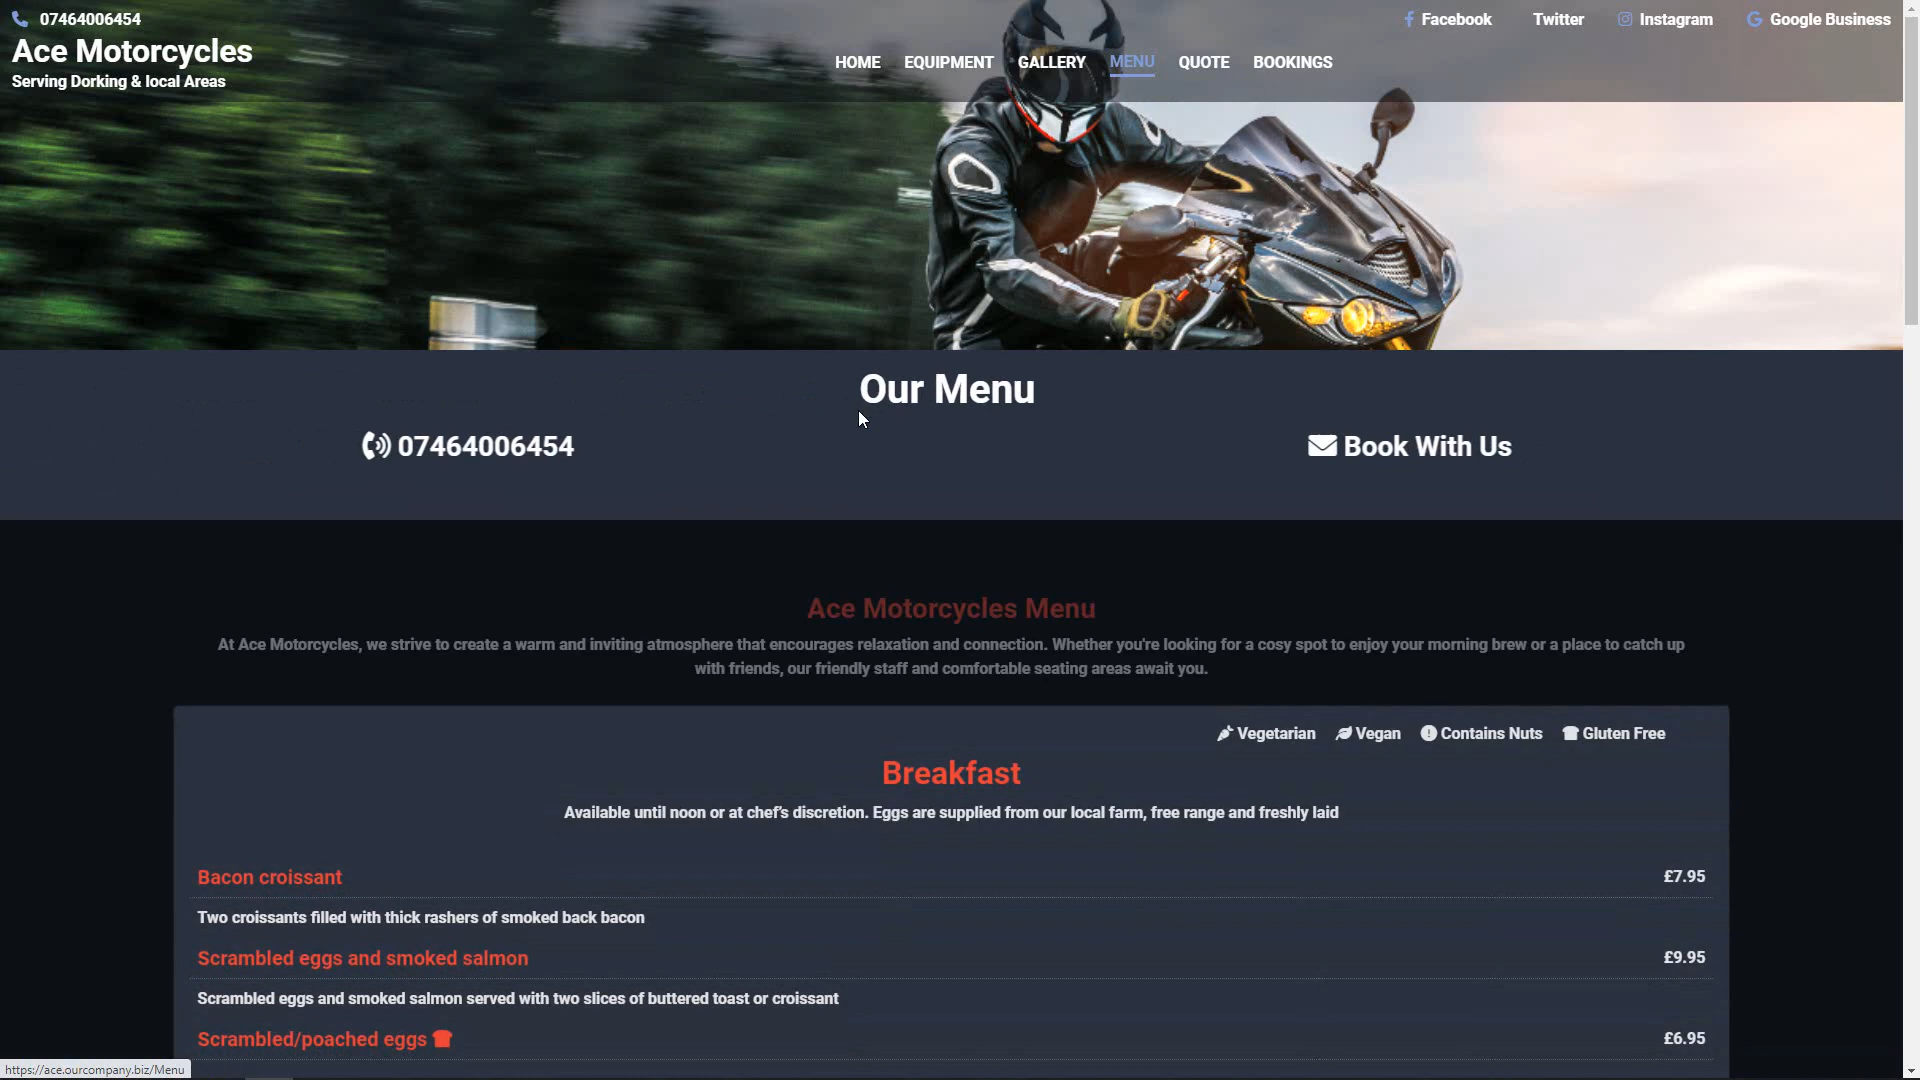 07464006454
Facebook Twitter Instagram Google Business
Ace Motorcycles
Serving Dorking & local Areas
HOME EQUIPMENT GALLERY MENU QUOTE BOOKINGS
Our Menu
07464006454
Book With Us
Ace Motorcycles Menu
At Ace Motorcycles, we strive to create a warm and inviting atmosphere that encourages relaxation and connection. Whether you're looking for a cosy spot to enjoy your morning brew or a place to catch up
with friends, our friendly staff and comfortable seating areas await you.
Vegetarian Vegan Contains Nuts Gluten Free
Breakfast
Available until noon or at chef's discretion. Eggs are supplied from our local farm, free range and freshly laid
Bacon croissant £7.95
Two croissants filled with thick rashers of smoked back bacon
Scrambled eggs and smoked salmon £9.95
Scrambled eggs and smoked salmon served with two slices of buttered toast or croissant
Scrambled/poached eggs £6.95
https://ace.ourcompany.biz/Menu